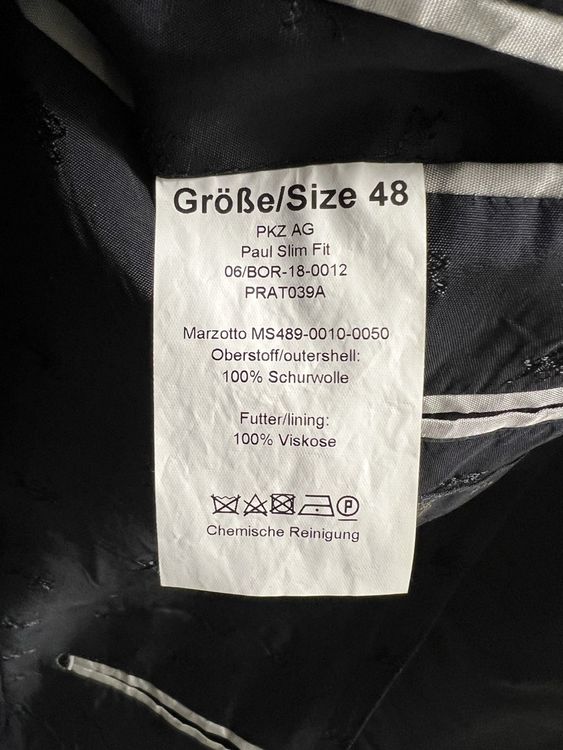 Größe/Size 48
PKZ AG
Paul Slim Fit
06/BOR-18-0012
PRAT039A
Marzotto MS489-0010-0050
Oberstoff/outershell:
100% Schurwolle
Futter/lining:
100% Viskose
P
Chemische Reinigung